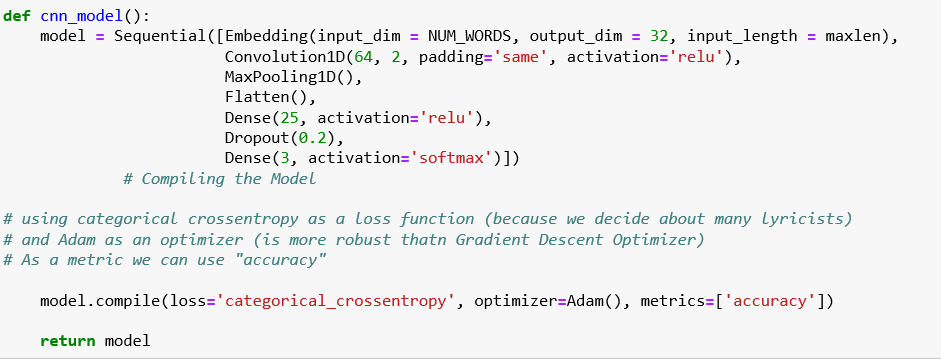 def cnn_model():
    model = Sequential([Embedding(input_dim = NUM_WORDS, output_dim = 32, input_length = maxlen),
                        Convolution1D(64, 2, padding='same', activation='relu'),
                        MaxPooling1D(),
                        Flatten(),
                        Dense(25, activation='relu'),
                        Dropout(0.2),
                        Dense(3, activation='softmax')])
             # Compiling the Model
# using categorical crossentropy as a loss function (because we decide about many lyricists)
# and Adam as an optimizer (is more robust thatn Gradient Descent Optimizer)
# As a metric we can use "accuracy"
    model.compile(loss='categorical_crossentropy', optimizer=Adam(), metrics=['accuracy'])
    return model